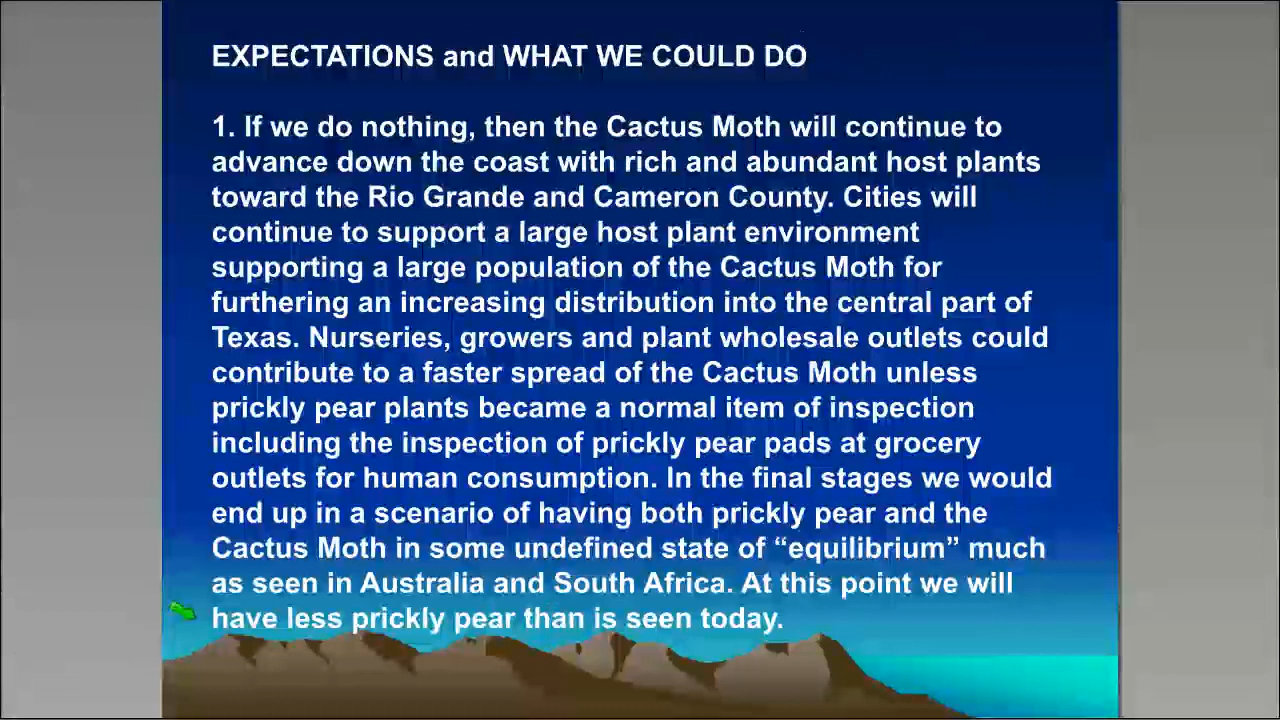 EXPECTATIONS and WHAT WE COULD DO
1. If we do nothing, then the Cactus Moth will continue to
advance down the coast with rich and abundant host plants
toward the Rio Grande and Cameron County. Cities will
continue to support a large host plant environment
supporting a large population of the Cactus Moth for
furthering an increasing distribution into the central part of
Texas. Nurseries, growers and plant wholesale outlets could
contribute to a faster spread of the Cactus Moth unless
prickly pear plants became a normal item of inspection
including the inspection of prickly pear pads at grocery
outlets for human consumption. In the final stages we would
end up in a scenario of having both prickly pear and the
Cactus Moth in some undefined state of “equilibrium” much
as seen in Australia and South Africa. At this point we will
have less prickly pear than is seen today.